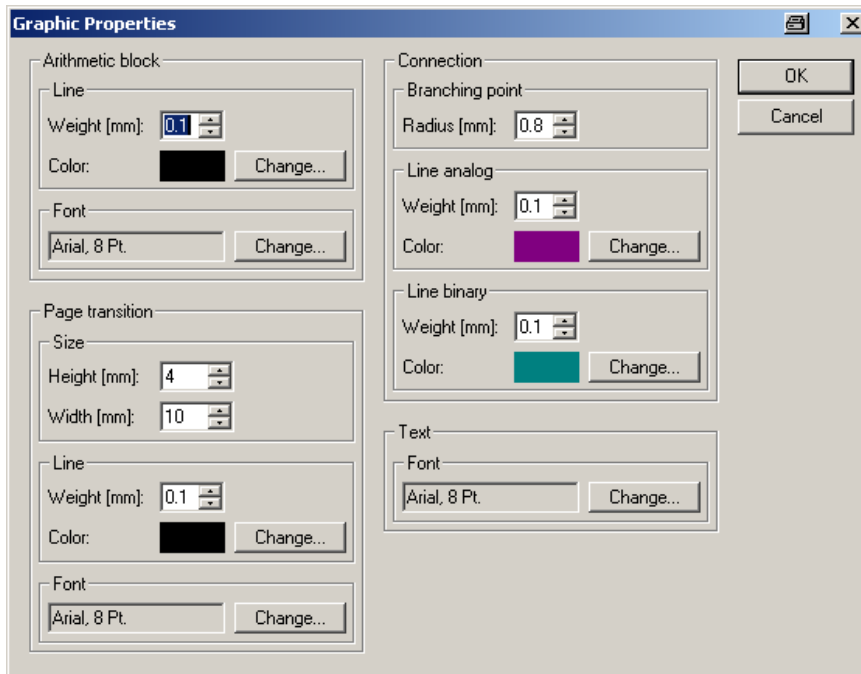 Graphic Properties
Arithmetic block
Line
Weight [mm]: 0.1
Color: Change...
Font
Arial, 8 Pt. Change...
Page transition
Size
Height [mm]: 4
Width [mm]: 10
Line
Weight [mm]: 0.1
Color: Change...
Font
Arial, 8 Pt. Change...
Connection
Branching point
Radius [mm]: 0.8
Line analog
Weight [mm]: 0.1
Color: Change...
Line binary
Weight [mm]: 0.1
Color: Change...
Text
Font
Arial, 8 Pt. Change...
OK
Cancel